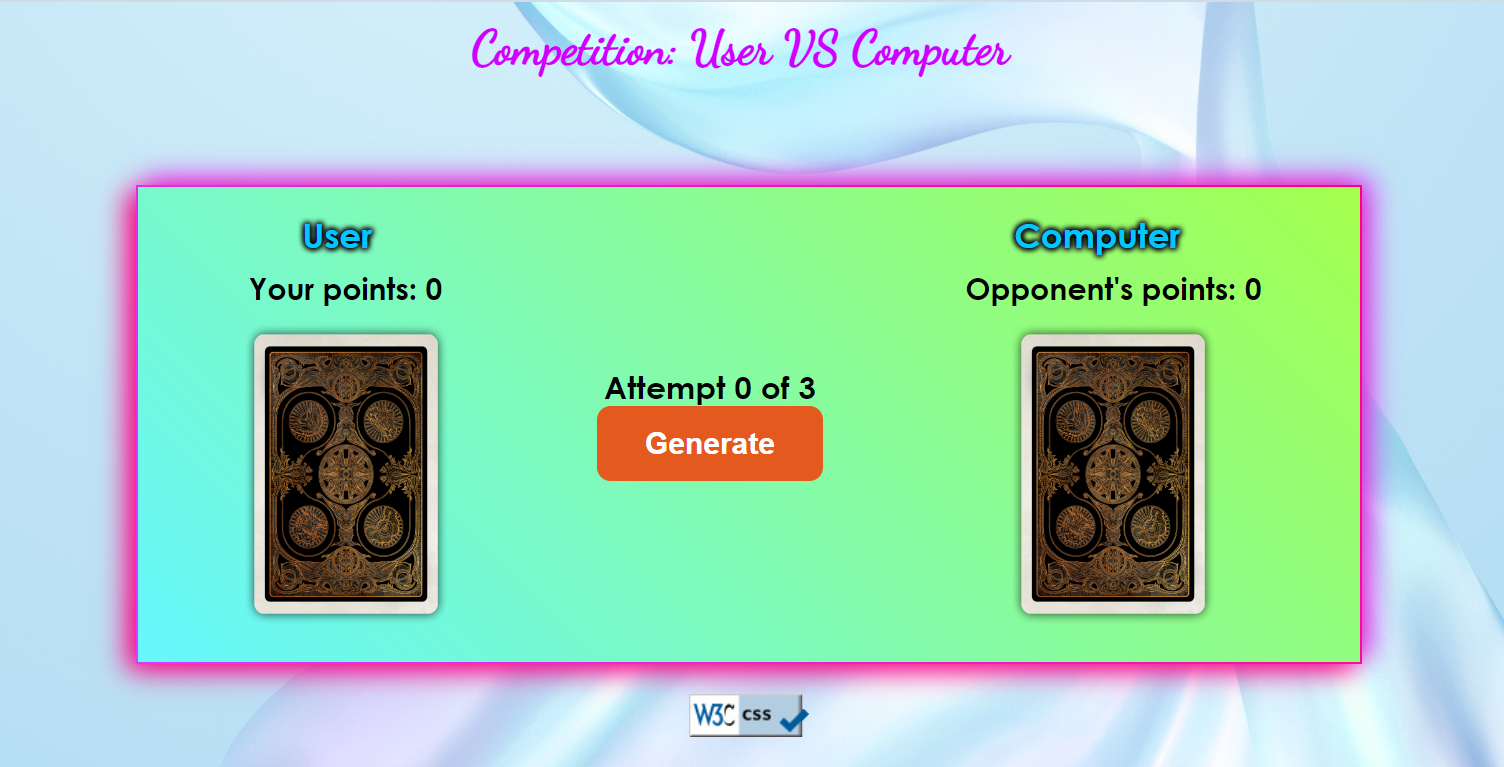 Competition: User VS Computer
User
Your points: 0
Computer
Opponent's points: 0
Attempt 0 of 3
Generate
W3C css